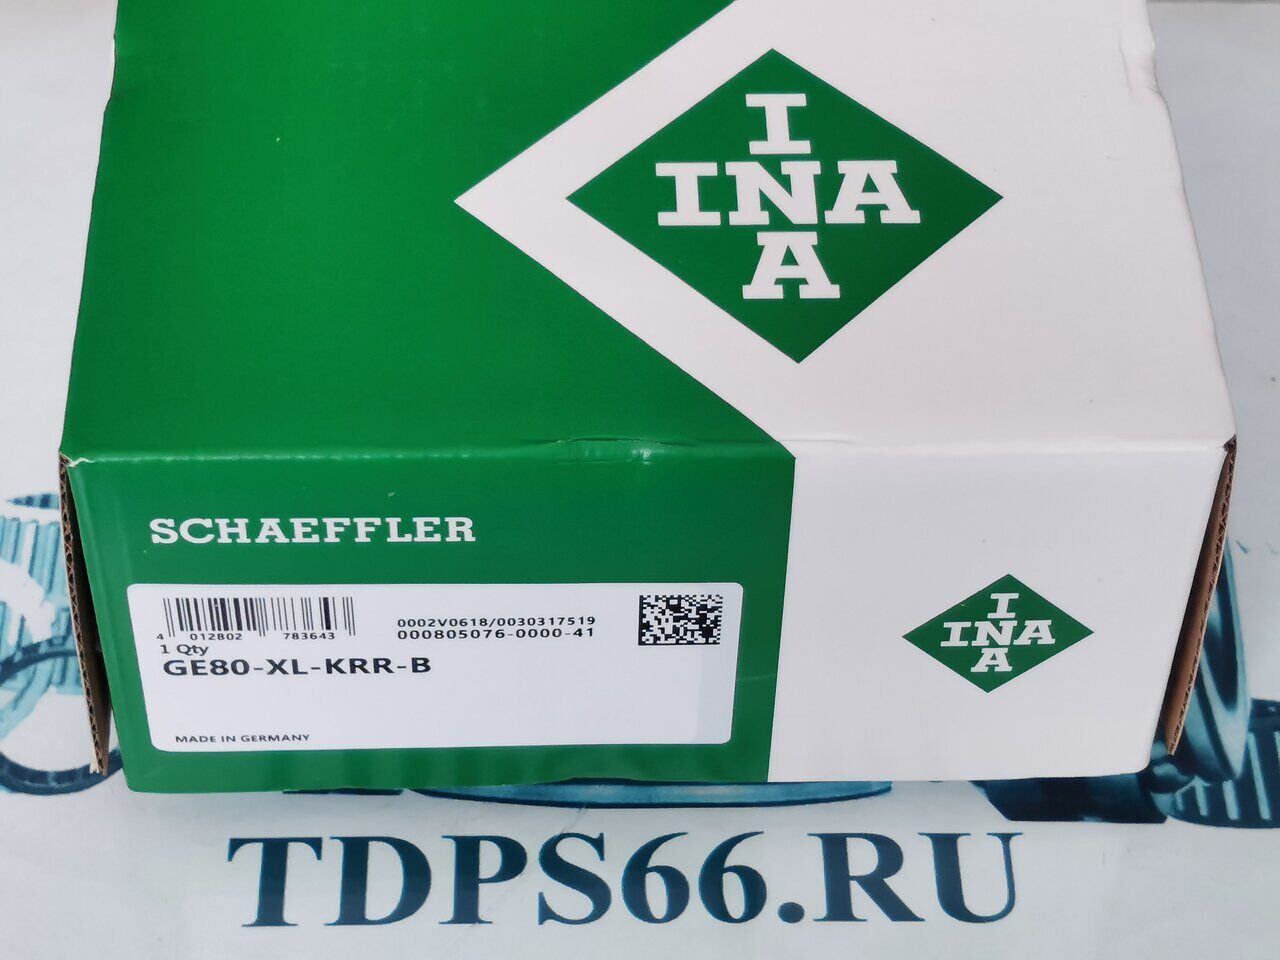 I
INA
A
SCHAEFFLER
4 012802 783643
0002V0618/0030317519
000805076-0000-41
1 Qty
GE80-XL-KRR-B
MADE IN GERMANY
I
INA
A
TDPS66.RU